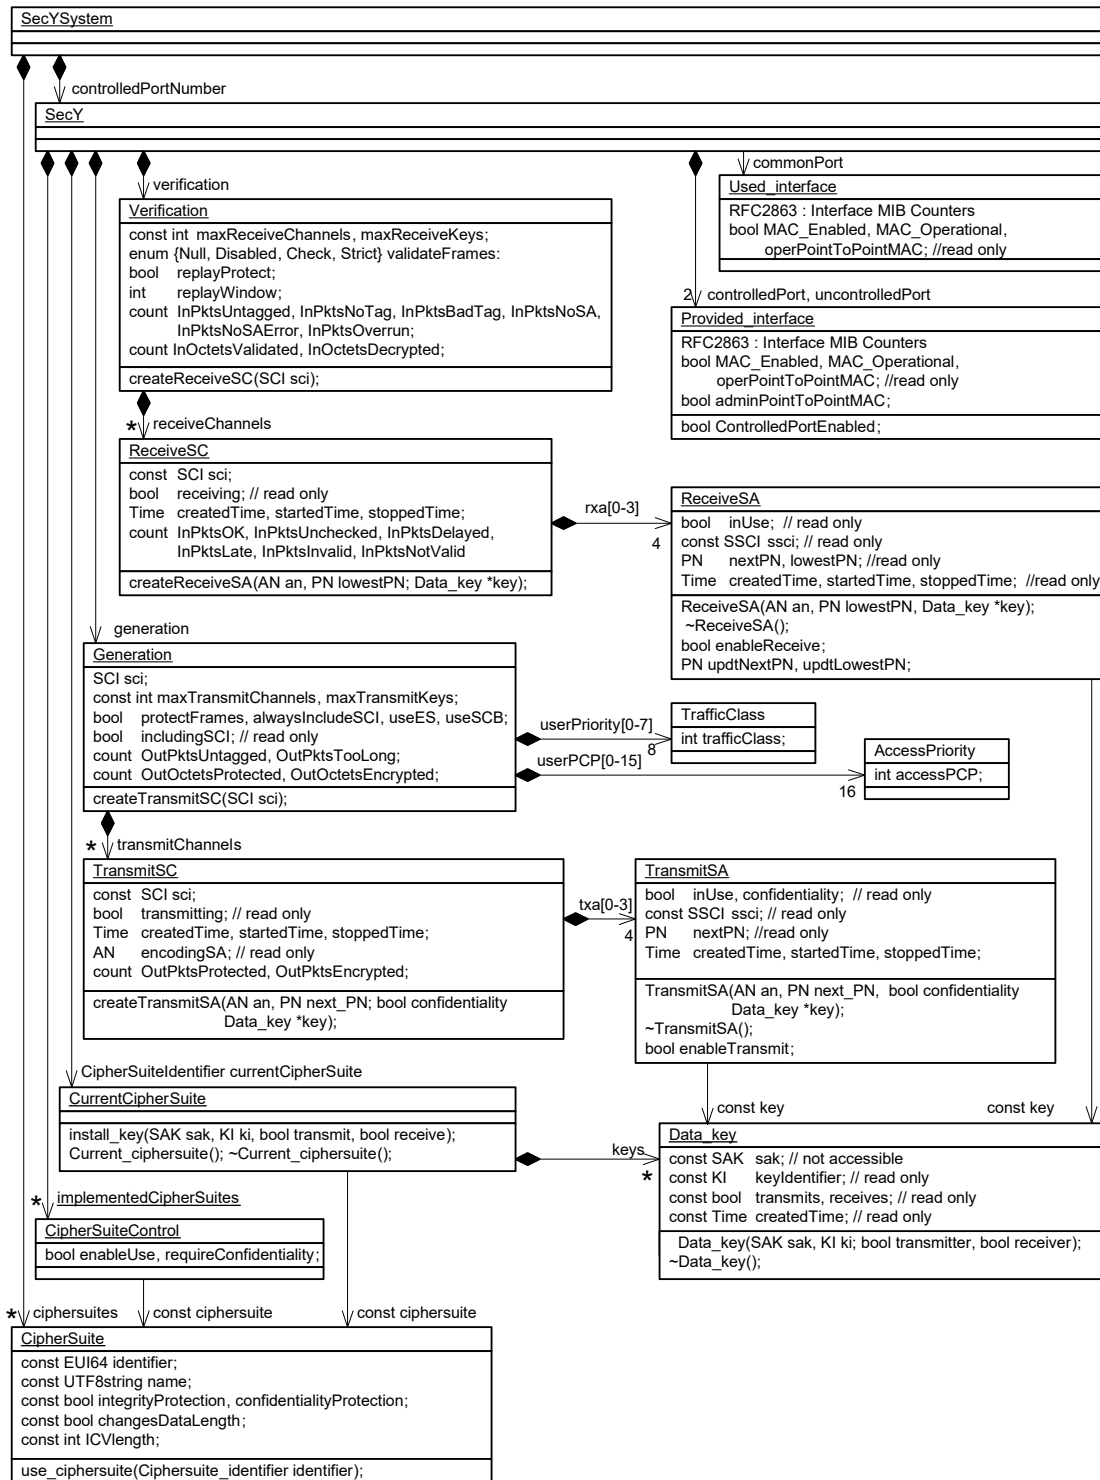 SecYSystem
controlledPortNumber
SecY
verification
commonPort
Verification
const int maxReceiveChannels, maxReceiveKeys;
enum {Null, Disabled, Check, Strict} validateFrames:
bool replayProtect;
int replayWindow;
count InPktsUntagged, InPktsNoTag, InPktsBadTag, InPktsNoSA,
InPktsNoSAError, InPktsOverrun;
count InOctetsValidated, InOctetsDecrypted;
createReceiveSC(SCI sci);
Used_interface
RFC2863 : Interface MIB Counters
bool MAC_Enabled, MAC_Operational,
operPointToPointMAC; //read only
2 controlledPort, uncontrolledPort
Provided_interface
RFC2863 : Interface MIB Counters
bool MAC_Enabled, MAC_Operational,
operPointToPointMAC; //read only
bool adminPointToPointMAC;
bool ControlledPortEnabled;
* receiveChannels
ReceiveSC
const SCI sci;
bool receiving; // read only
Time createdTime, startedTime, stoppedTime;
count InPktsOK, InPktsUnchecked, InPktsDelayed,
InPktsLate, InPktsInvalid, InPktsNotValid
createReceiveSA(AN an, PN lowestPN; Data_key *key);
rxa[0-3]
4
ReceiveSA
bool inUse; // read only
const SSCI ssci; // read only
PN nextPN, lowestPN; //read only
Time createdTime, startedTime, stoppedTime; //read only
ReceiveSA(AN an, PN lowestPN, Data_key *key);
~ReceiveSA();
bool enableReceive;
PN updtNextPN, updtLowestPN;
generation
Generation
SCI sci;
const int maxTransmitChannels, maxTransmitKeys;
bool protectFrames, alwaysIncludeSCI, useES, useSCB;
bool includingSCI; // read only
count OutPktsUntagged, OutPktsTooLong;
count OutOctetsProtected, OutOctetsEncrypted;
createTransmitSC(SCI sci);
userPriority[0-7]
8
TrafficClass
int trafficClass;
userPCP[0-15]
16
AccessPriority
int accessPCP;
* transmitChannels
TransmitSC
const SCI sci;
bool transmitting; // read only
Time createdTime, startedTime, stoppedTime;
AN encodingSA; // read only
count OutPktsProtected, OutPktsEncrypted;
createTransmitSA(AN an, PN next_PN; bool confidentiality
Data_key *key);
txa[0-3]
4
TransmitSA
bool inUse, confidentiality; // read only
const SSCI ssci; // read only
PN nextPN; //read only
Time createdTime, startedTime, stoppedTime;
TransmitSA(AN an, PN next_PN, bool confidentiality
Data_key *key);
~TransmitSA();
bool enableTransmit;
CipherSuiteIdentifier currentCipherSuite
CurrentCipherSuite
install_key(SAK sak, KI ki, bool transmit, bool receive);
Current_ciphersuite(); ~Current_ciphersuite();
const key
const key
keys
*
Data_key
const SAK sak; // not accessible
const KI keyIdentifier; // read only
const bool transmits, receives; // read only
const Time createdTime; // read only
Data_key(SAK sak, KI ki; bool transmitter, bool receiver);
~Data_key();
* implementedCipherSuites
CipherSuiteControl
bool enableUse, requireConfidentiality;
* ciphersuites
const ciphersuite
const ciphersuite
CipherSuite
const EUI64 identifier;
const UTF8string name;
const bool integrityProtection, confidentialityProtection;
const bool changesDataLength;
const int ICVlength;
use_ciphersuite(Ciphersuite_identifier identifier);